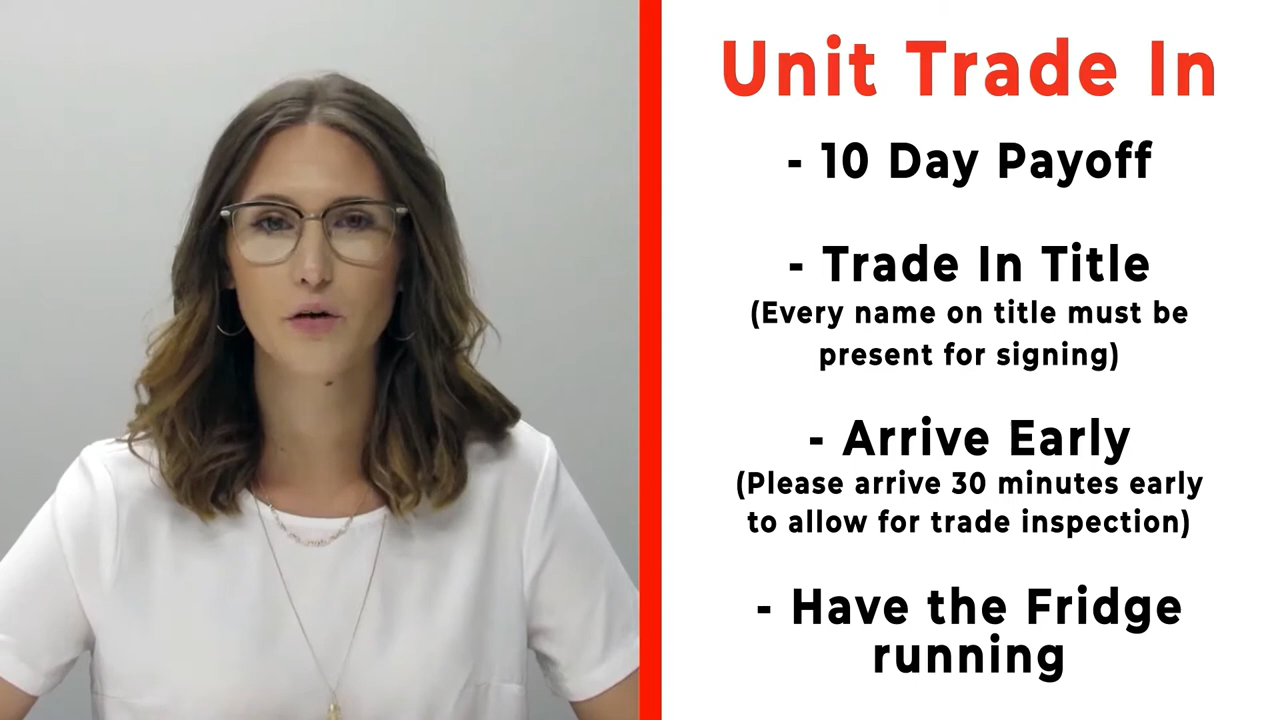 Unit Trade In
- 10 Day Payoff
- Trade In Title
(Every name on title must be
present for signing)
- Arrive Early
(Please arrive 30 minutes early
to allow for trade inspection)
- Have the Fridge
running